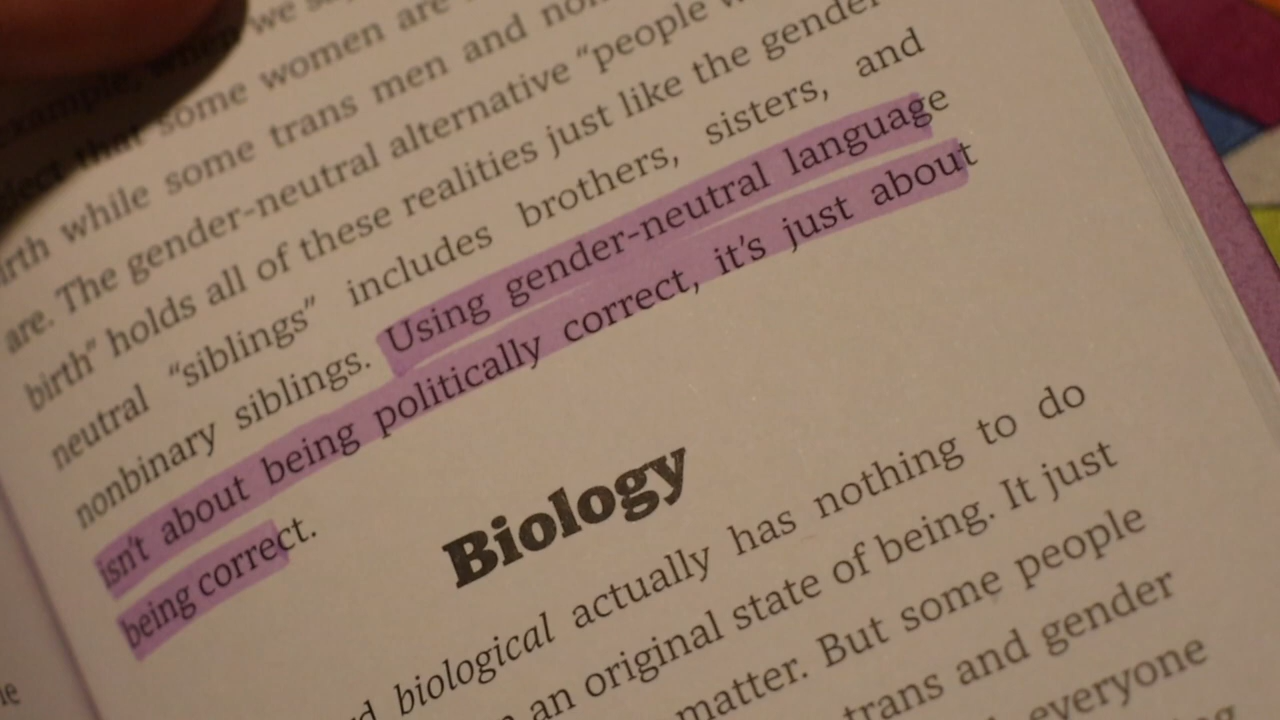 we
some women are
that
while some trans men and
are. The gender-neutral alternative “people
birth” holds all of these realities just like the gender
neutral “siblings” includes brothers, sisters, and
nonbinary siblings. Using gender-neutral language
isn’t about being politically correct, it’s just about
being correct.
Biology
biological actually has nothing to do
an original state of being. It just
matter. But some people
trans and gender
everyone